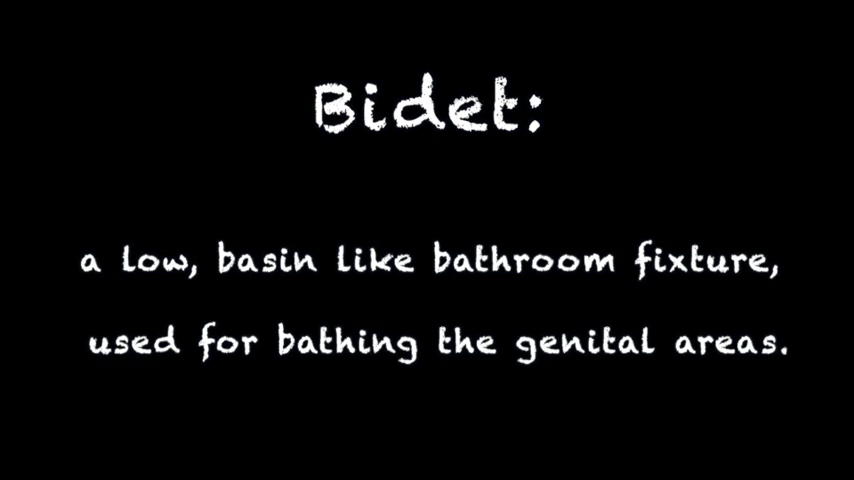 Bidet:
a low, basin like bathroom fixture,
used for bathing the genital areas.